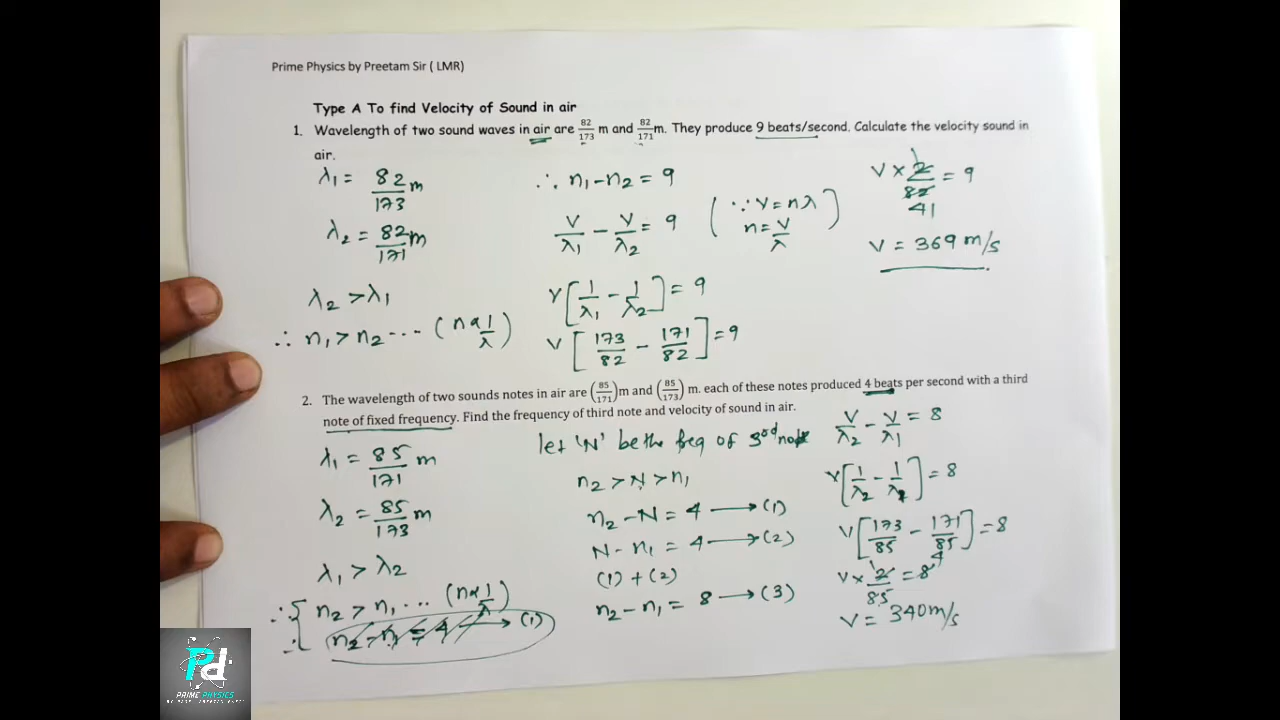 Prime Physics by Preetam Sir ( LMR)
Type A To find Velocity of Sound in air
1. Wavelength of two sound waves in air are 82/173 m and 82/171 m. They produce 9 beats/second. Calculate the velocity sound in
air.
λ₁ = 82/173 m
λ₂ = 82/171 m
λ₂ > λ₁
∴ n₁ > n₂ ... (n α 1/λ)
∴ n₁ - n₂ = 9
V/λ₁ - V/λ₂ = 9 (∵ V = nλ
n = V/λ)
V[1/λ₁ - 1/λ₂] = 9
V[173/82 - 171/82] = 9
V × 2/82 = 9
1
41
V = 369 m/s
2. The wavelength of two sounds notes in air are (85/171)m and (85/173) m. each of these notes produced 4 beats per second with a third
note of fixed frequency. Find the frequency of third note and velocity of sound in air.
λ₁ = 85/171 m
λ₂ = 85/173 m
λ₁ > λ₂
∴ n₂ > n₁ ... (n α 1/λ)
∴ n₂ - n₁ = 4 → (1)
let 'N' be the freq of 3rd note
n₂ > N > n₁
n₂ - N = 4 → (1)
N - n₁ = 4 → (2)
(1) + (2)
n₂ - n₁ = 8 → (3)
V/λ₂ - V/λ₁ = 8
V[1/λ₂ - 1/λ₁] = 8
V[173/85 - 171/85] = 8
V × 2/85 = 8
1 4
V = 340 m/s
Pd
PRIME PHYSICS